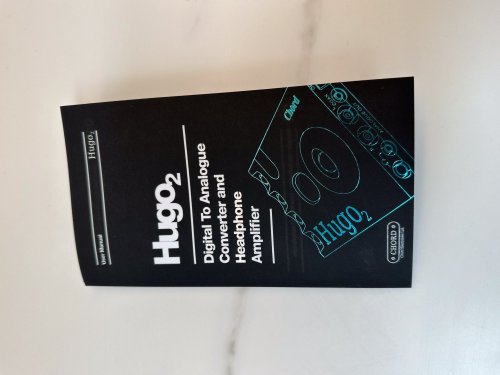 User Manual
Hugo2
Hugo2
Digital To Analogue
Converter and
Headphone
Amplifier
Chord
Hugo2
CHORD